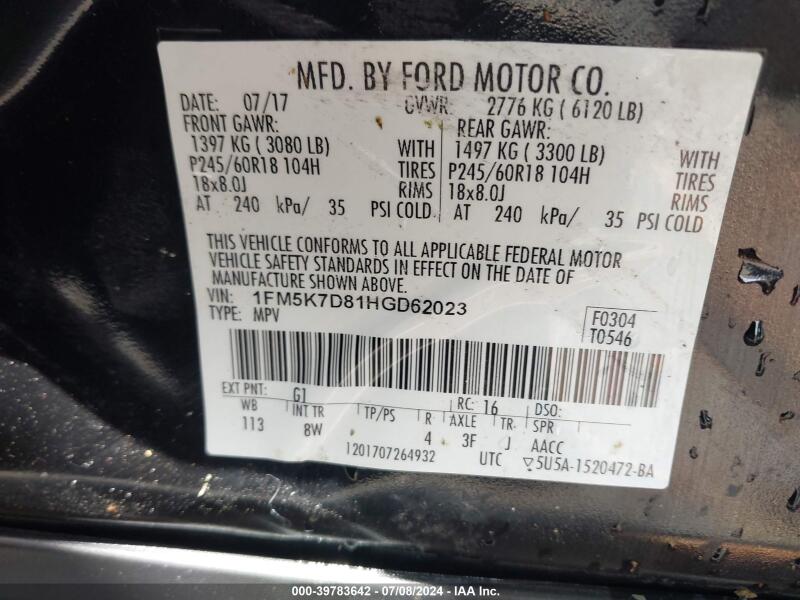 MFD. BY FORD MOTOR CO.
DATE: 07/17 GVWR: 2776 KG ( 6120 LB)
FRONT GAWR: REAR GAWR:
1397 KG ( 3080 LB) WITH 1497 KG ( 3300 LB) WITH
P245/60R18 104H TIRES P245/60R18 104H TIRES
18x8.0J RIMS 18x8.0J RIMS
AT 240 kPa/ 35 PSI COLD AT 240 kPa/ 35 PSI COLD
THIS VEHICLE CONFORMS TO ALL APPLICABLE FEDERAL MOTOR
VEHICLE SAFETY STANDARDS IN EFFECT ON THE DATE OF
MANUFACTURE SHOWN ABOVE.
VIN: 1FM5K7D81HGD62023
TYPE: MPV
F0304
T0546
EXT PNT: G1 RC: 16 DSO:
WB INT TR TP/PS R AXLE TR SPR
113 8W 4 3F J AACC
1201707264932 UTC ▽5U5A-1520472-BA
000-39783642 - 07/08/2024 - IAA Inc.